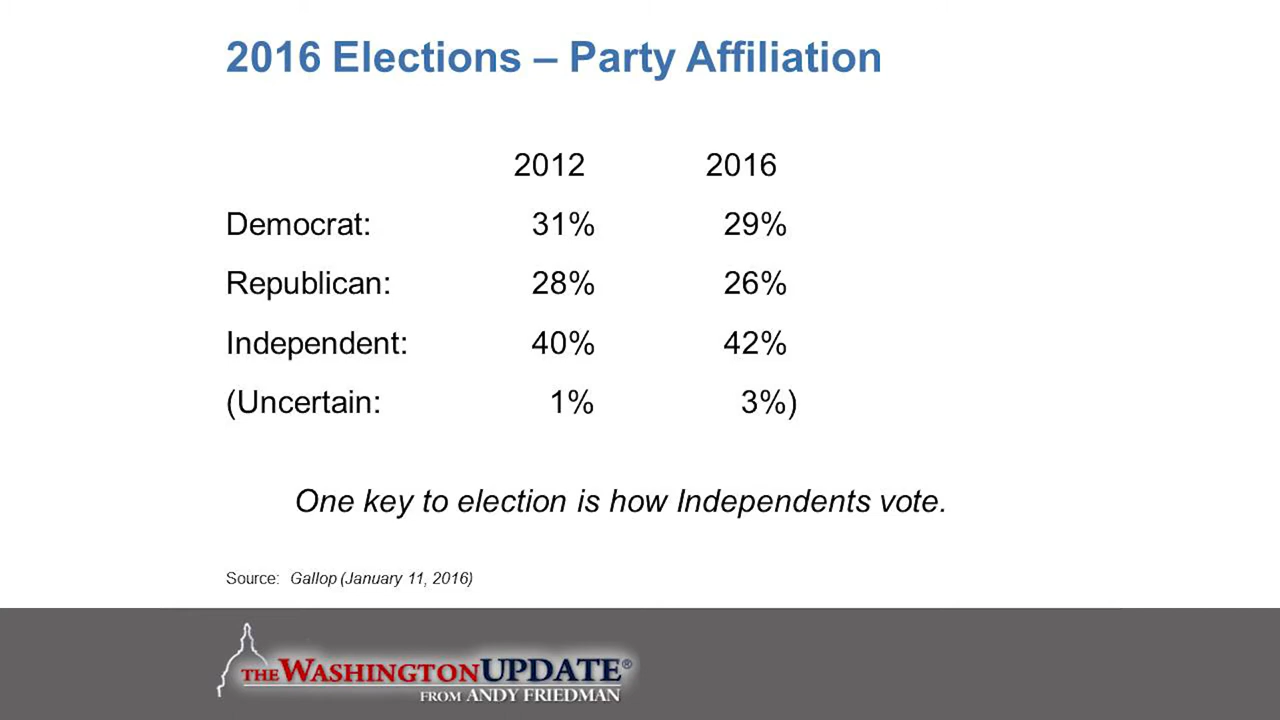 2016 Elections – Party Affiliation
2012 2016
Democrat: 31% 29%
Republican: 28% 26%
Independent: 40% 42%
(Uncertain: 1% 3%)
One key to election is how Independents vote.
Source: Gallop (January 11, 2016)
THE WASHINGTON UPDATE®
FROM ANDY FRIEDMAN